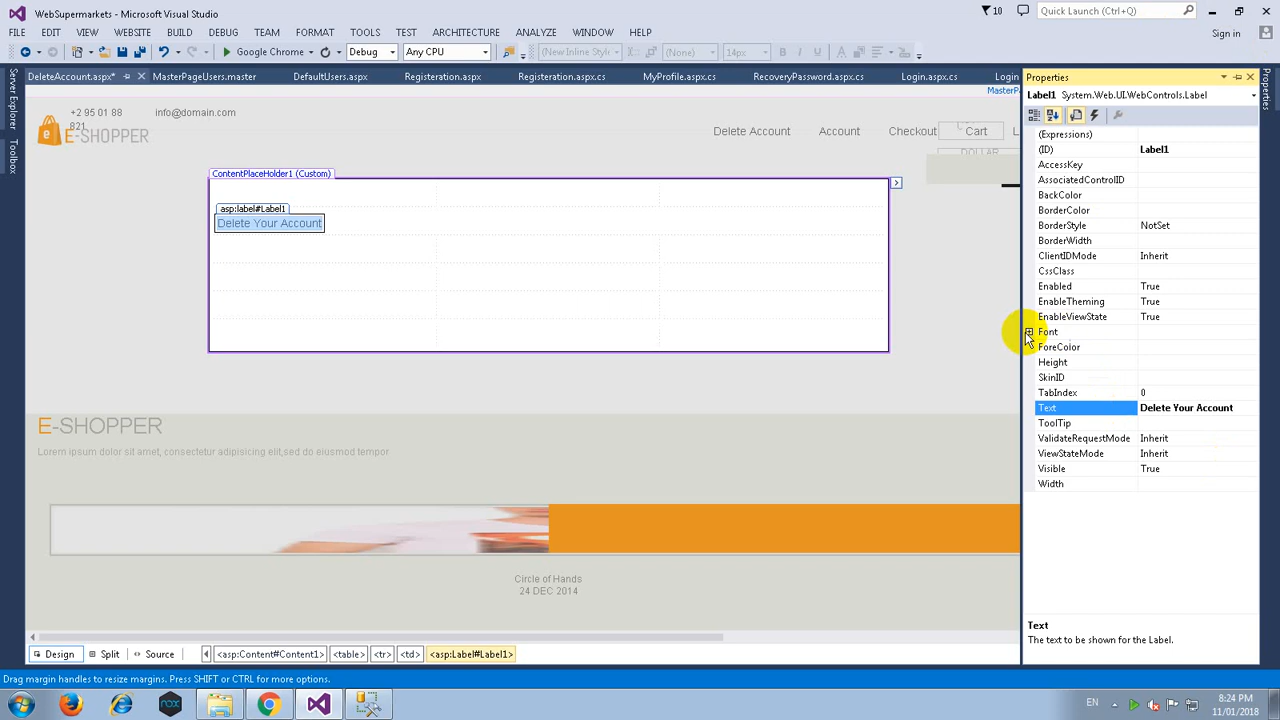 WebSupermarkets - Microsoft Visual Studio
10
Quick Launch (Ctrl+Q)
FILE EDIT VIEW WEBSITE BUILD DEBUG TEAM FORMAT TOOLS TEST ARCHITECTURE ANALYZE WINDOW HELP
Sign in
Google Chrome Debug Any CPU (New Inline Styl (None) 14px B I U A
DeleteAccount.aspx* MasterPageUsers.master DefaultUsers.aspx Registeration.aspx Registeration.aspx.cs MyProfile.aspx.cs RecoveryPassword.aspx.cs Login.aspx.cs Login
Server Explorer
Toolbox
MasterPa
+2 95 01 88
821
info@domain.com
E-SHOPPER
Delete Account Account Checkout Cart L
DOLLAR
ContentPlaceHolder1 (Custom)
asp:label#Label1
Delete Your Account
E-SHOPPER
Lorem ipsum dolor sit amet, consectetur adipisicing elit,sed do eiusmod tempor
Circle of Hands
24 DEC 2014
Design Split Source <asp:Content#Content1> <table> <tr> <td> <asp:Label#Label1>
Properties
Label1 System.Web.UI.WebControls.Label
(Expressions)
(ID) Label1
AccessKey
AssociatedControlID
BackColor
BorderColor
BorderStyle NotSet
BorderWidth
ClientIDMode Inherit
CssClass
Enabled True
EnableTheming True
EnableViewState True
Font
ForeColor
Height
SkinID
TabIndex 0
Text Delete Your Account
ToolTip
ValidateRequestMode Inherit
ViewStateMode Inherit
Visible True
Width
Text
The text to be shown for the Label.
Properties
Drag margin handles to resize margins. Press SHIFT or CTRL for more options.
nox
EN
8:24 PM
11/01/2018